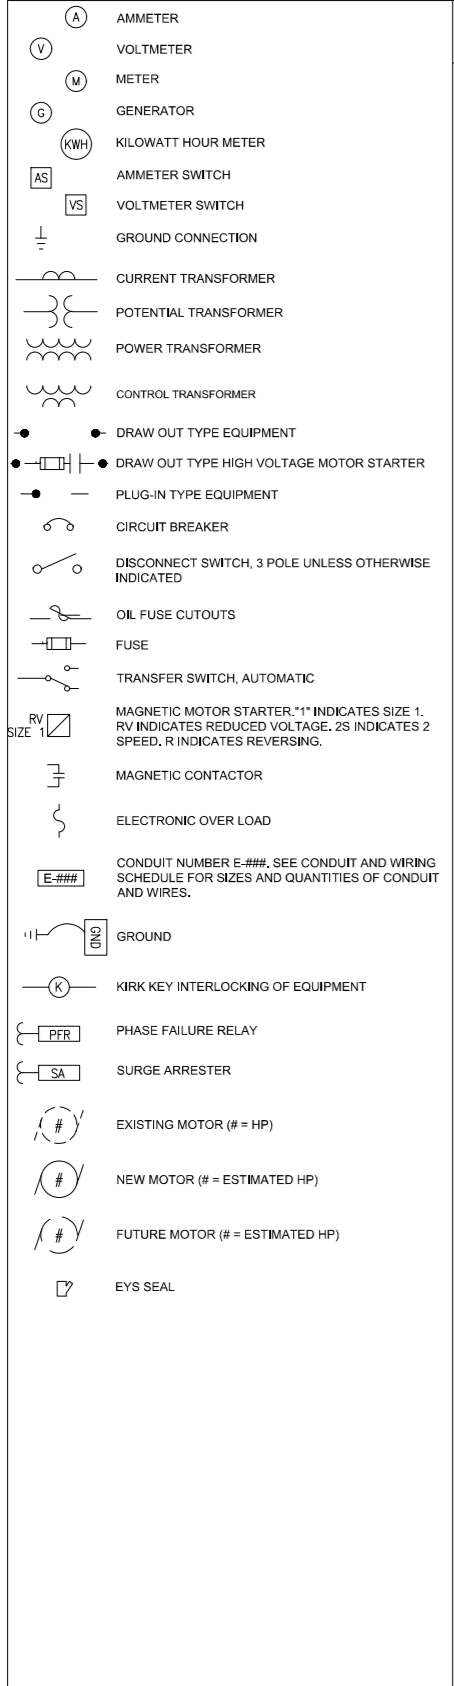 A AMMETER
V VOLTMETER
M METER
G GENERATOR
KWH KILOWATT HOUR METER
AS AMMETER SWITCH
VS VOLTMETER SWITCH
GROUND CONNECTION
CURRENT TRANSFORMER
POTENTIAL TRANSFORMER
POWER TRANSFORMER
CONTROL TRANSFORMER
DRAW OUT TYPE EQUIPMENT
DRAW OUT TYPE HIGH VOLTAGE MOTOR STARTER
PLUG-IN TYPE EQUIPMENT
CIRCUIT BREAKER
DISCONNECT SWITCH, 3 POLE UNLESS OTHERWISE
INDICATED
OIL FUSE CUTOUTS
FUSE
TRANSFER SWITCH, AUTOMATIC
RV
SIZE 1
MAGNETIC MOTOR STARTER."1" INDICATES SIZE 1.
RV INDICATES REDUCED VOLTAGE. 2S INDICATES 2
SPEED. R INDICATES REVERSING.
MAGNETIC CONTACTOR
ELECTRONIC OVER LOAD
E-###
CONDUIT NUMBER E-###. SEE CONDUIT AND WIRING
SCHEDULE FOR SIZES AND QUANTITIES OF CONDUIT
AND WIRES.
GND GROUND
K KIRK KEY INTERLOCKING OF EQUIPMENT
PFR PHASE FAILURE RELAY
SA SURGE ARRESTER
# EXISTING MOTOR (# = HP)
# NEW MOTOR (# = ESTIMATED HP)
# FUTURE MOTOR (# = ESTIMATED HP)
EYS SEAL